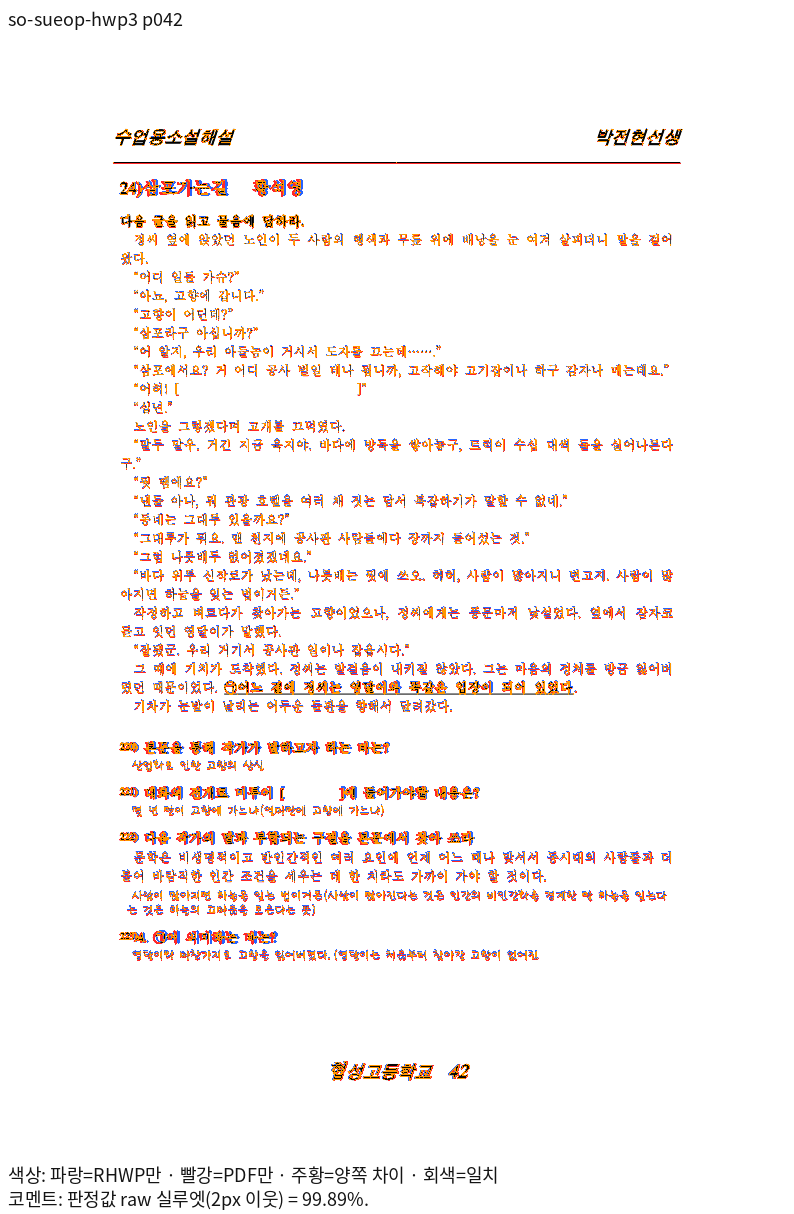 so-sueop-hwp3 p042
수업용소설해설 박전현선생
24)삼포가는길 황석영
다음 글을 읽고 물음에 답하라.
정씨 옆에 앉았던 노인이 두 사람의 행색과 무릎 위에 배낭을 눈 여겨 살피더니 말을 걸어
왔다.
“어디 일들 가슈?”
“아뇨, 고향에 갑니다.”
“고향이 어딘데?”
“삼포라구 아십니까?”
“어 알지, 우리 아들놈이 거시서 도자를 끄는데…….”
“삼포에서요? 거 어디 공사 벌일 데나 됩니까, 고작해야 고기잡이나 하구 감자나 매는데요.”
“어허! [ ]”
“십년.”
노인을 그렇겠다며 고개를 끄덕였다.
“말두 말우, 거긴 지금 육지야. 바다에 방둑을 쌓아놓구, 트럭이 수십 대씩 돌을 실어나른다
구.”
“뭣 땜에요?”
“낸들 아나, 뭐 관광 호텔을 여러 채 짓는 담서 복잡하기가 말할 수 없네.”
“동네는 그대루 있을까요?”
“그대루가 뭐요. 맨 천지에 공사판 사람들에다 장까지 들어섰는 걸.”
“그럼 나룻배두 없어졌겠네요.”
“바다 위루 신작로가 났는데, 나룻배는 뭣에 쓰오. 허허, 사람이 많아지니 변고지. 사람이 많
아지면 하늘을 잊는 법이거든.”
작정하고 벼르다가 찾아가는 고향이었으나, 정씨에게는 풍문마저 낯설었다. 옆에서 잠자코
듣고 있던 영달이가 말했다.
“잘됐군. 우리 거기서 공사판 일이나 잡읍시다.”
그 때에 기차가 도착했다. 정씨는 발걸음이 내키질 않았다. 그는 마음의 정처를 방금 잃어버
렸던 때문이었다. ㉠어느 결에 정씨는 영달이와 똑같은 입장이 되어 있었다.
기차가 눈발이 날리는 어두운 들판을 향해서 달려갔다.
본문을 통해 작가가 말하고자 하는 바는?
산업화로 인한 고향의 상실
대화의 전개로 미루어 [ ]에 들어가야할 내용은?
몇 년 만에 고향에 가느냐(얼마만에 고향에 가느냐)
다음 작가의 말과 부합되는 구절을 본문에서 찾아 쓰라
문학은 비생명적이고 반인간적인 여러 요인에 언제 어느 때나 맞서서 동시대의 사람들과 더
불어 바람직한 인간 조건을 세우는 데 한 치라도 가까이 가야 할 것이다.
사람이 많아지면 하늘을 잊는 법이거든(사람이 많아진다는 것은 인간의 비인간화를 경계한 말 하늘을 잊는다
는 것은 하늘의 고마움을 모른다는 뜻)
㉠이 의미하는 바는?
영달이와 마찬가지로 고향을 잃어버렸다. (영달이는 처음부터 찾아갈 고향이 없어진
협성고등학교 42
색상: 파랑=RHWP만 · 빨강=PDF만 · 주황=양쪽 차이 · 회색=일치
코멘트: 판정값 raw 실루엣(2px 이웃) = 99.89%.